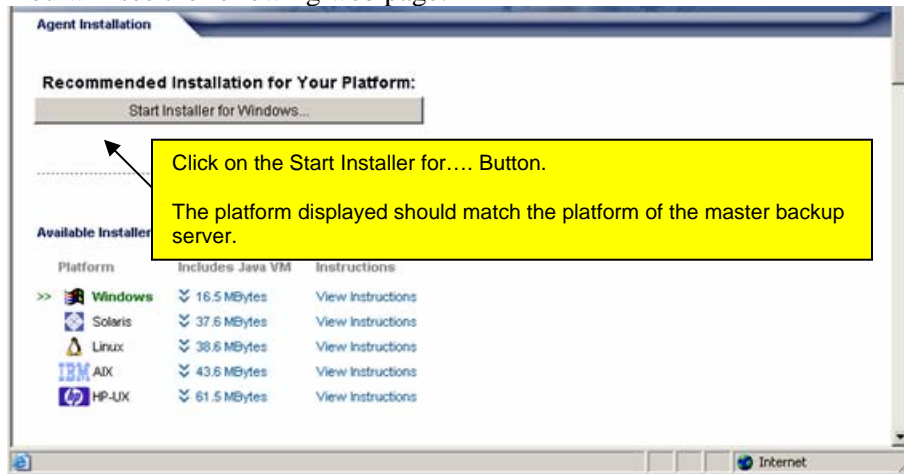 Agent Installation
Recommended Installation for Your Platform:
Start Installer for Windows...
Click on the Start Installer for…. Button.
The platform displayed should match the platform of the master backup
server.
Available Installer
Platform Includes Java VM Instructions
>> Windows 16.5 MBytes View Instructions
Solaris 37.6 MBytes View Instructions
Linux 38.6 MBytes View Instructions
IBM AIX 43.6 MBytes View Instructions
hp HP-UX 61.5 MBytes View Instructions
Internet